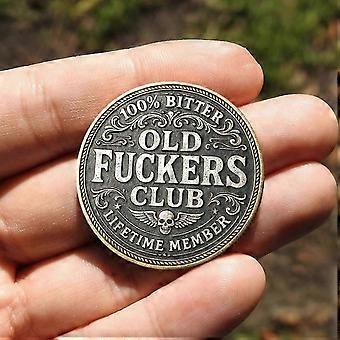 100% BITTER
OLD
FUCKERS
CLUB
LIFETIME MEMBER